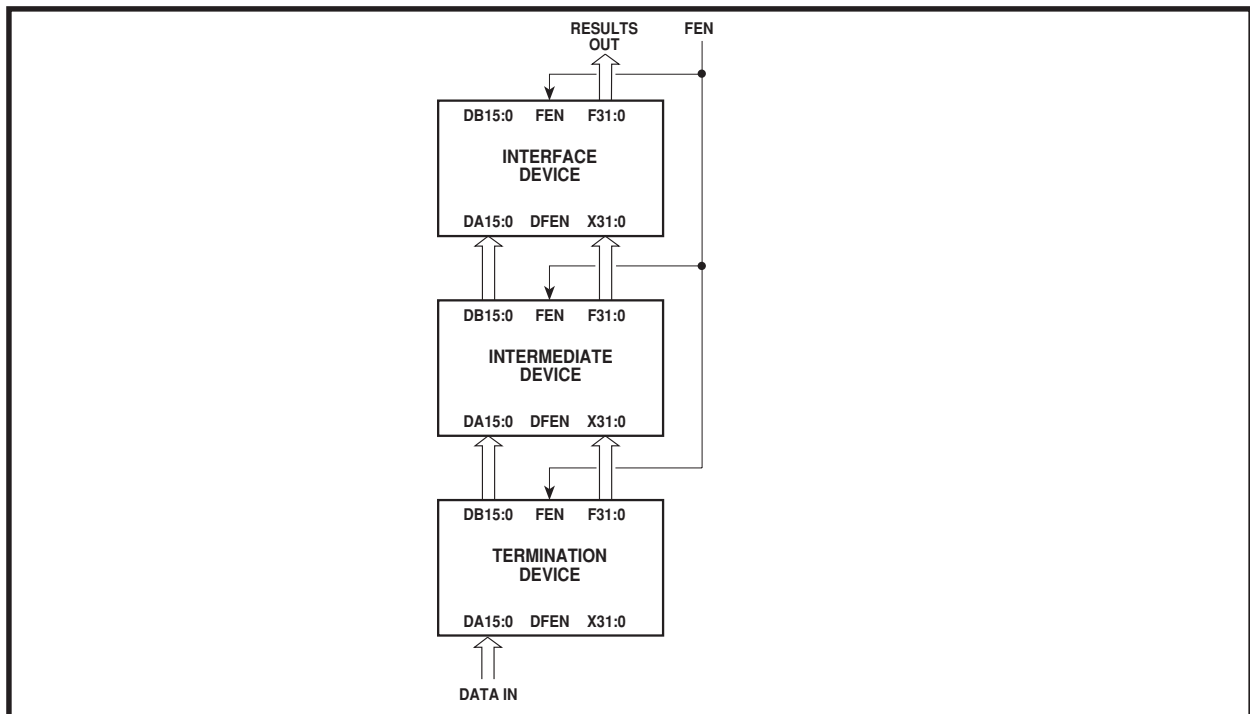 RESULTS
OUT
FEN
DB15:0 FEN F31:0
INTERFACE
DEVICE
DA15:0 DFEN X31:0
DB15:0 FEN F31:0
INTERMEDIATE
DEVICE
DA15:0 DFEN X31:0
DB15:0 FEN F31:0
TERMINATION
DEVICE
DA15:0 DFEN X31:0
DATA IN